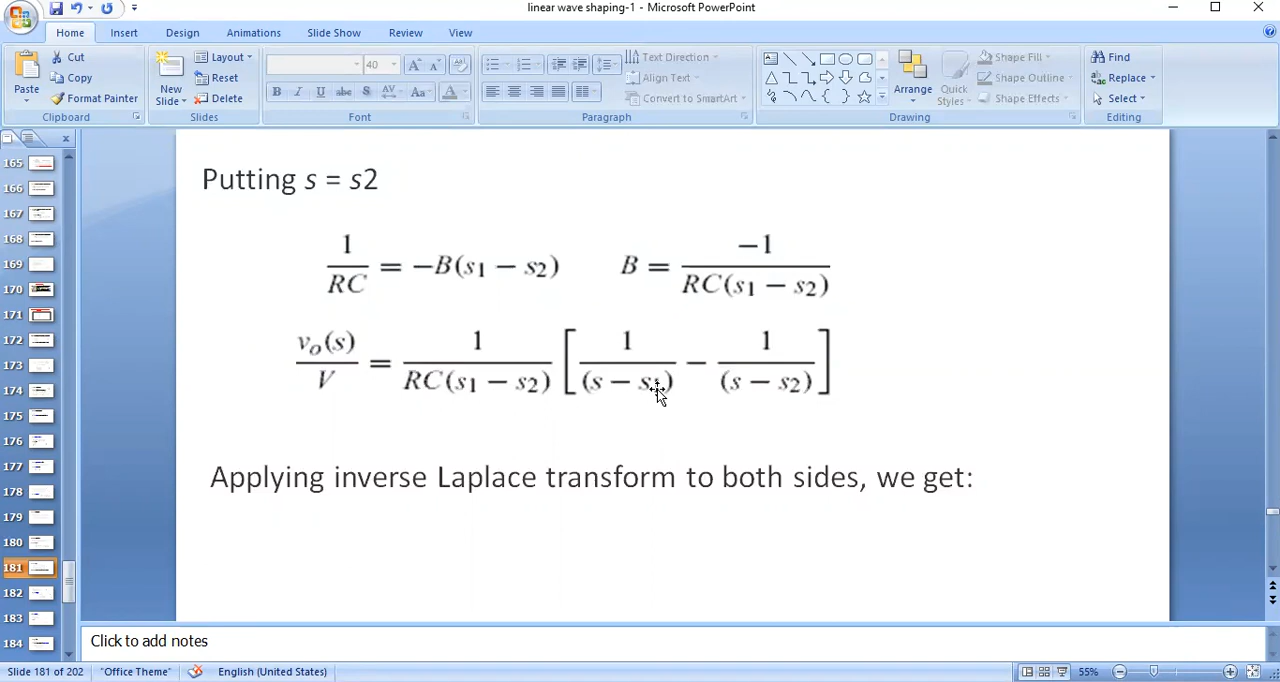 linear wave shaping-1 - Microsoft PowerPoint
Home Insert Design Animations Slide Show Review View
Paste Cut Copy Format Painter
Clipboard
New Slide Layout Reset Delete
Slides
40
B I U abc S AV Aa A
Font
Text Direction
Align Text
Convert to SmartArt
Paragraph
Arrange Quick Styles Shape Fill Shape Outline Shape Effects
Drawing
Find
Replace
Select
Editing
165
166
167
168
169
170
171
172
173
174
175
176
177
178
179
180
181
182
183
184
Putting s = s2
1/RC = −B(s1 − s2) B = −1/RC(s1 − s2)
vo(s)/V = 1/RC(s1 − s2) [1/(s − s1) − 1/(s − s2)]
Applying inverse Laplace transform to both sides, we get:
Click to add notes
Slide 181 of 202 "Office Theme" English (United States) 55%